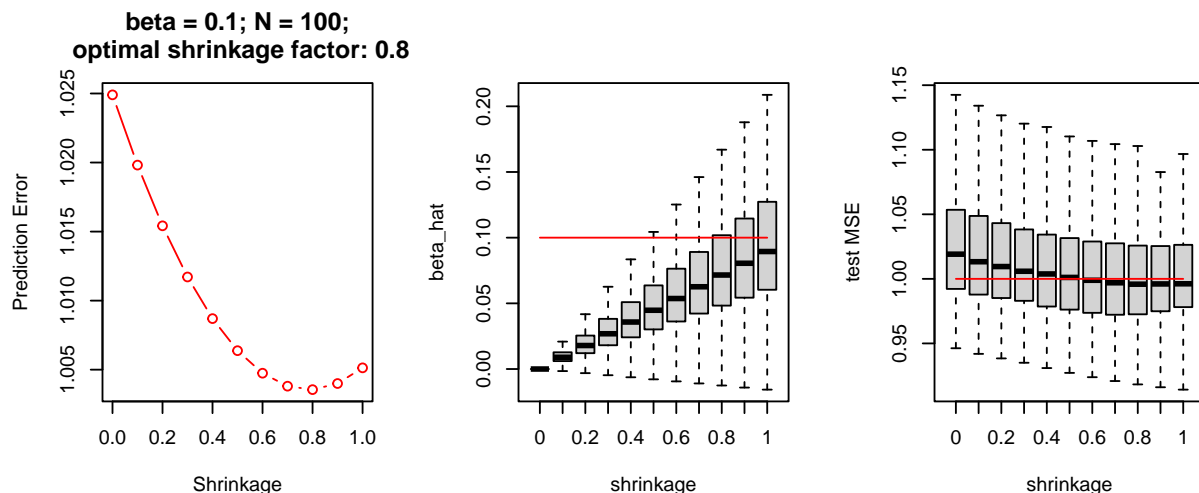 beta = 0.1; N = 100;
optimal shrinkage factor: 0.8
Prediction Error
1.005 1.010 1.015 1.020 1.025
0.0 0.2 0.4 0.6 0.8 1.0
Shrinkage
beta_hat
0.00 0.05 0.10 0.15 0.20
0 0.2 0.4 0.6 0.8 1
shrinkage
test MSE
0.95 1.00 1.05 1.10 1.15
0 0.2 0.4 0.6 0.8 1
shrinkage